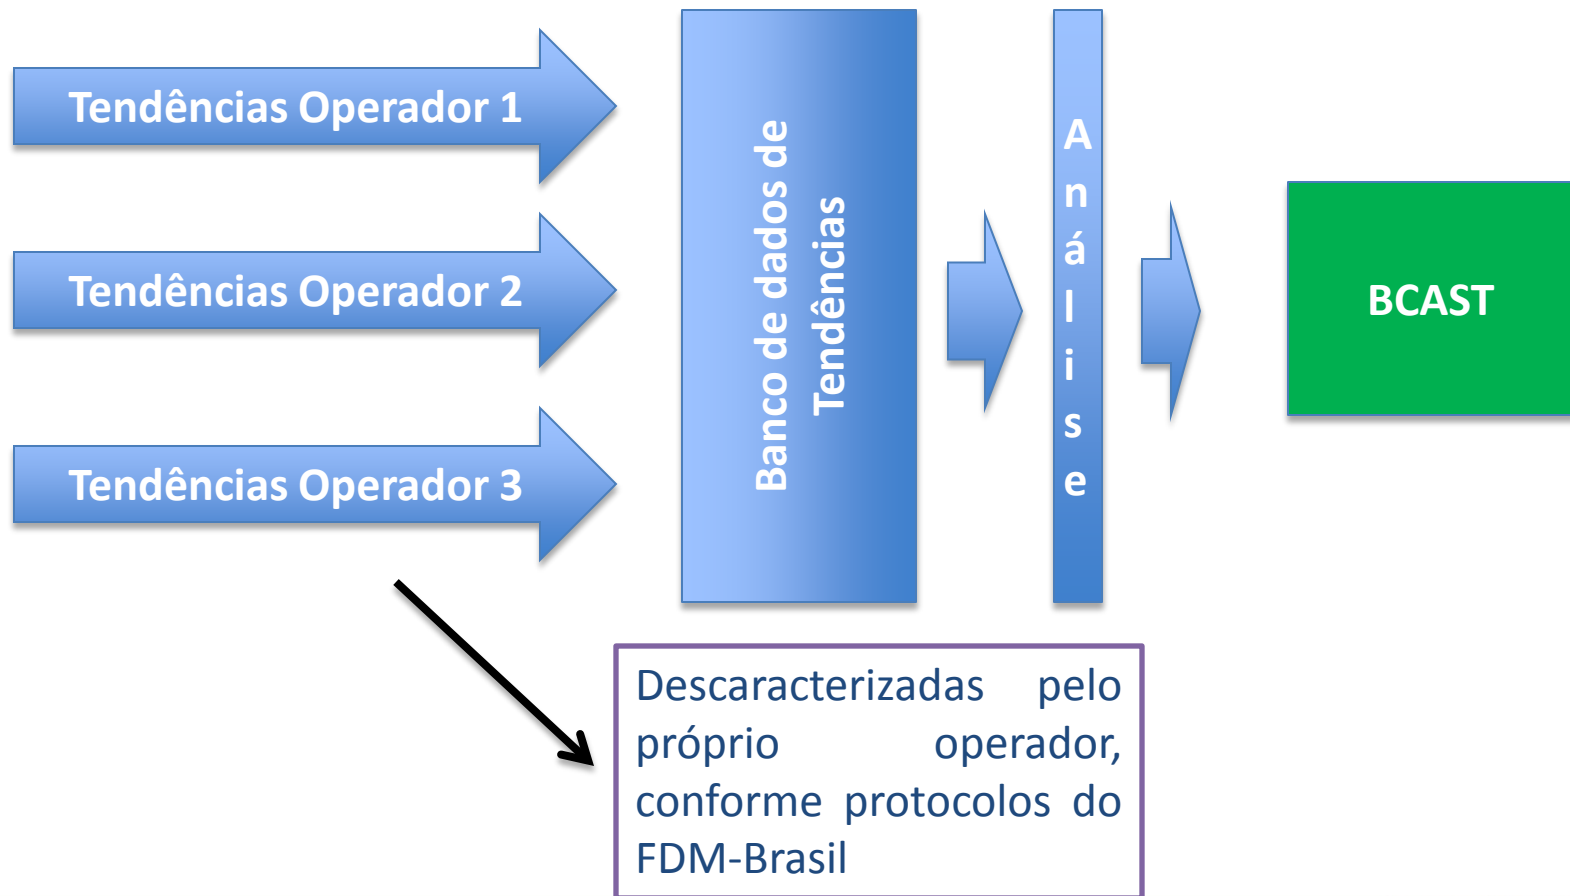 Tendências Operador 1
Tendências Operador 2
Tendências Operador 3
Banco de dados de
Tendências
Análise
BCAST
Descaracterizadas pelo
próprio operador,
conforme protocolos do
FDM-Brasil